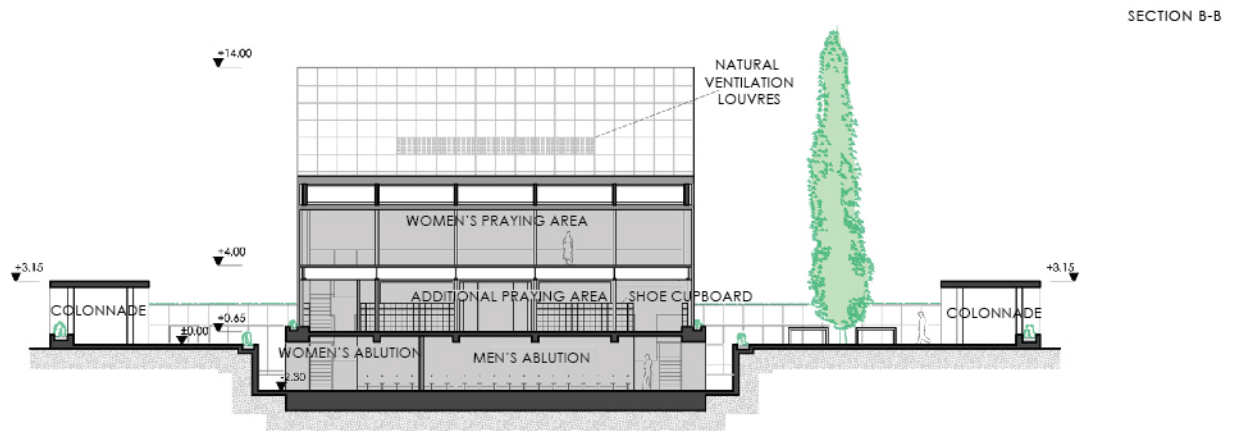 SECTION B-B
+14.00
NATURAL
VENTILATION
LOUVRES
WOMEN'S PRAYING AREA
+4.00
+3.15
+3.15
ADDITIONAL PRAYING AREA
SHOE CUPBOARD
COLONNADE
COLONNADE
+0.65
±0.00
WOMEN'S ABLUTION
MEN'S ABLUTION
-2.30